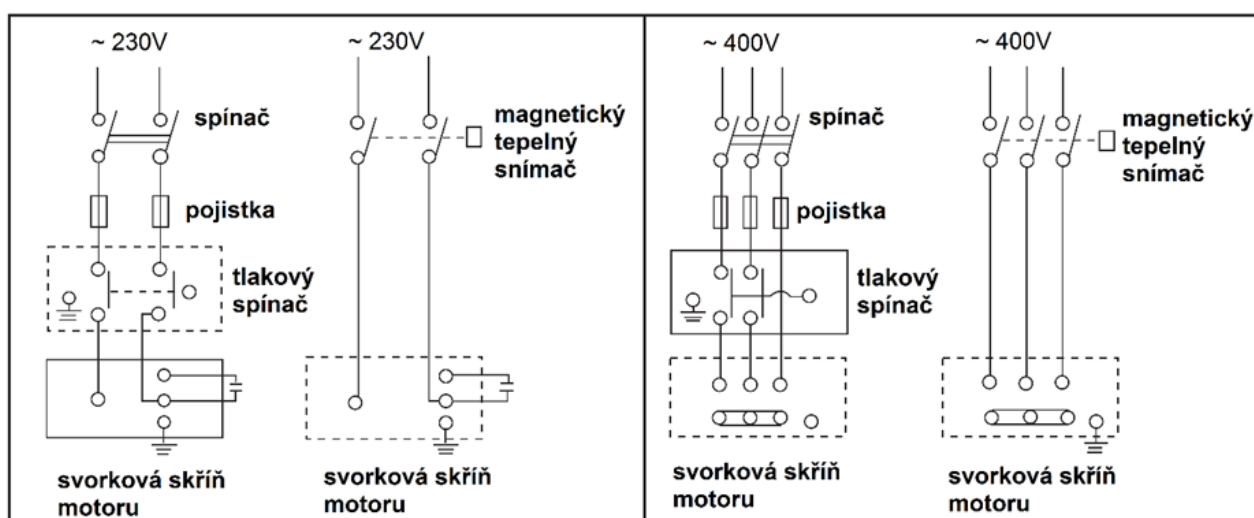 ~ 230V
spínač
pojistka
tlakový
spínač
svorková skříň
motoru
~ 230V
magnetický
tepelný
snímač
svorková skříň
motoru
~ 400V
spínač
pojistka
tlakový
spínač
svorková skříň
motoru
~ 400V
magnetický
tepelný
snímač
svorková skříň
motoru